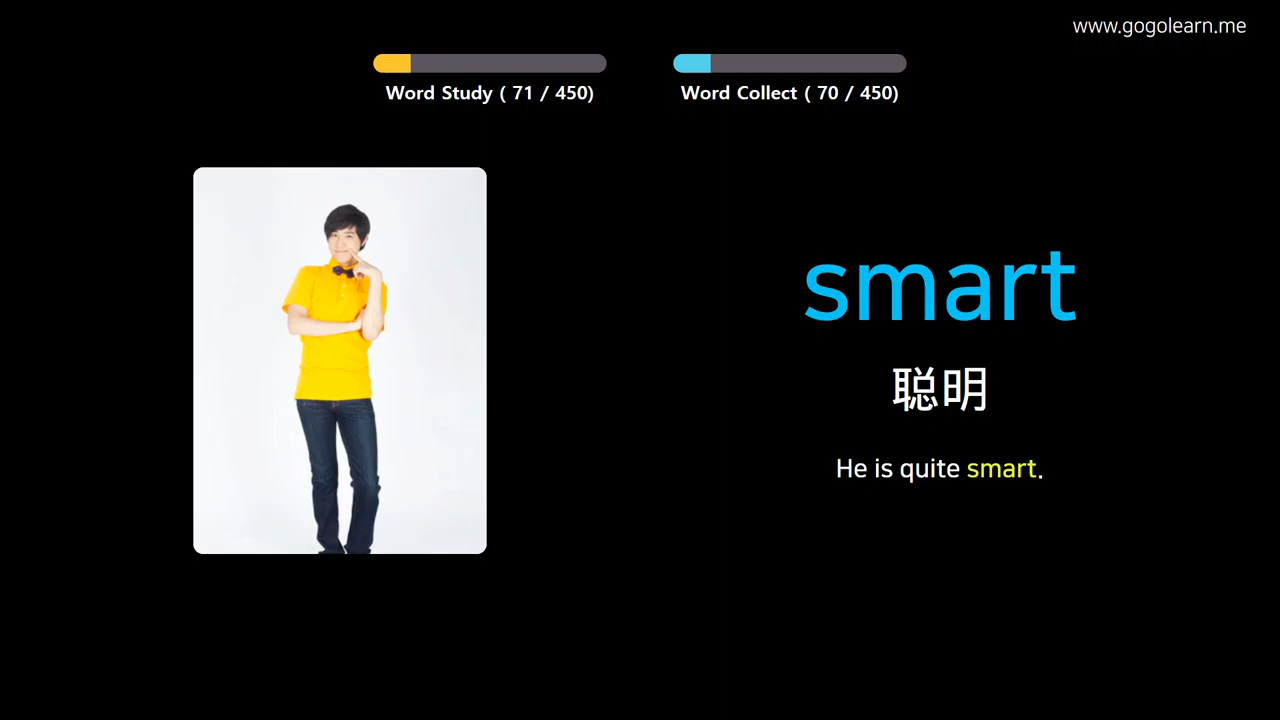 www.gogolearn.me
Word Study ( 71 / 450)
Word Collect ( 70 / 450)
smart
聪明
He is quite smart.